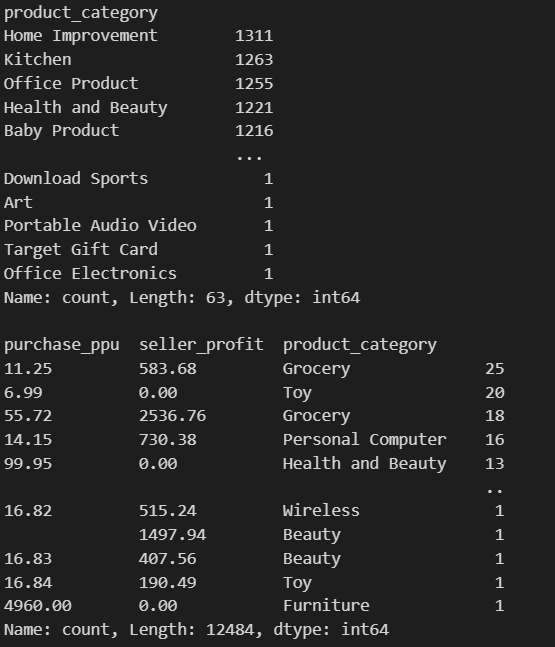 product_category
Home Improvement 1311
Kitchen 1263
Office Product 1255
Health and Beauty 1221
Baby Product 1216
...
Download Sports 1
Art 1
Portable Audio Video 1
Target Gift Card 1
Office Electronics 1
Name: count, Length: 63, dtype: int64
purchase_ppu seller_profit product_category
11.25 583.68 Grocery 25
6.99 0.00 Toy 20
55.72 2536.76 Grocery 18
14.15 730.38 Personal Computer 16
99.95 0.00 Health and Beauty 13
..
16.82 515.24 Wireless 1
1497.94 Beauty 1
16.83 407.56 Beauty 1
16.84 190.49 Toy 1
4960.00 0.00 Furniture 1
Name: count, Length: 12484, dtype: int64